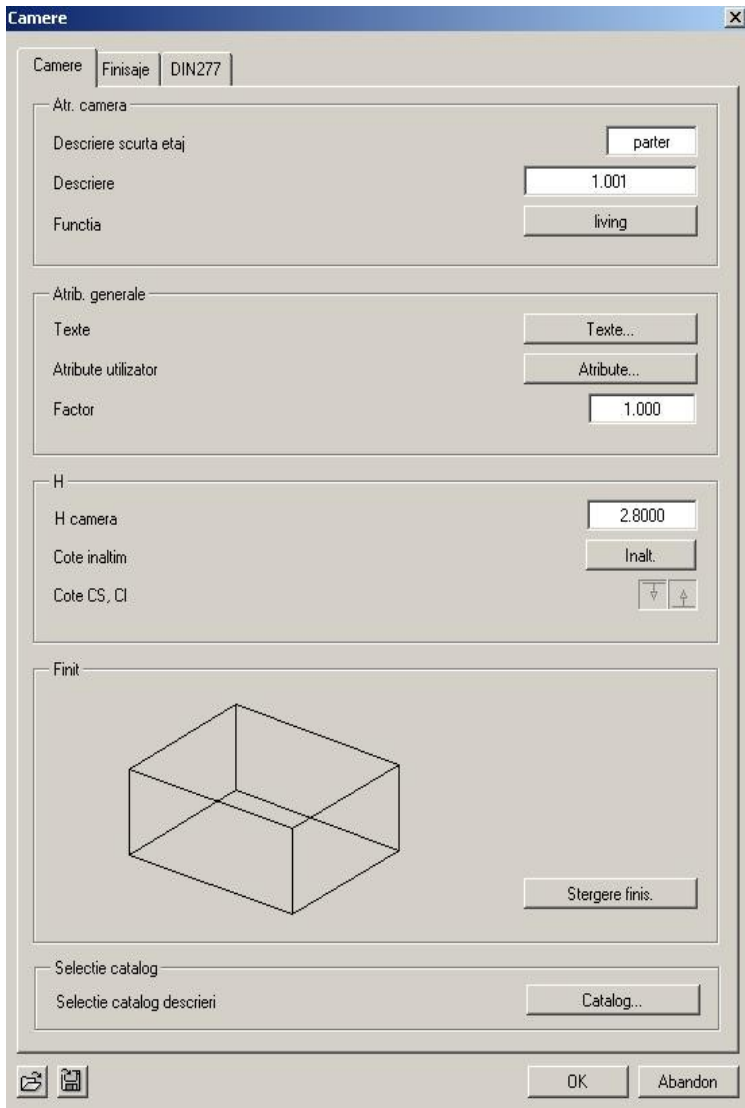 Camere
Camere Finisaje DIN277
Atr. camera
Descriere scurta etaj parter
Descriere 1.001
Functia living
Atrib. generale
Texte Texte...
Atribute utilizator Atribute...
Factor 1.000
H
H camera 2.8000
Cote inaltim Inalt.
Cote CS, CI
Finit
Stergere finis.
Selectie catalog
Selectie catalog descrieri Catalog...
OK Abandon